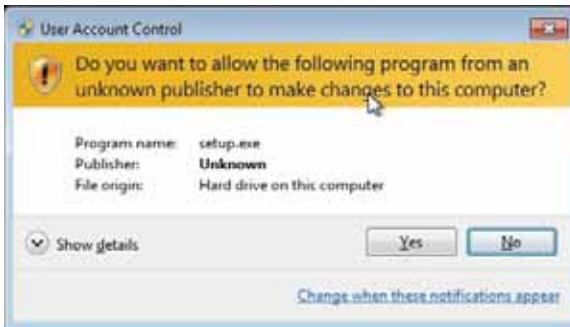 User Account Control
Do you want to allow the following program from an
unknown publisher to make changes to this computer?
Program name: setup.exe
Publisher: Unknown
File origin: Hard drive on this computer
Show details
Yes
No
Change when these notifications appear